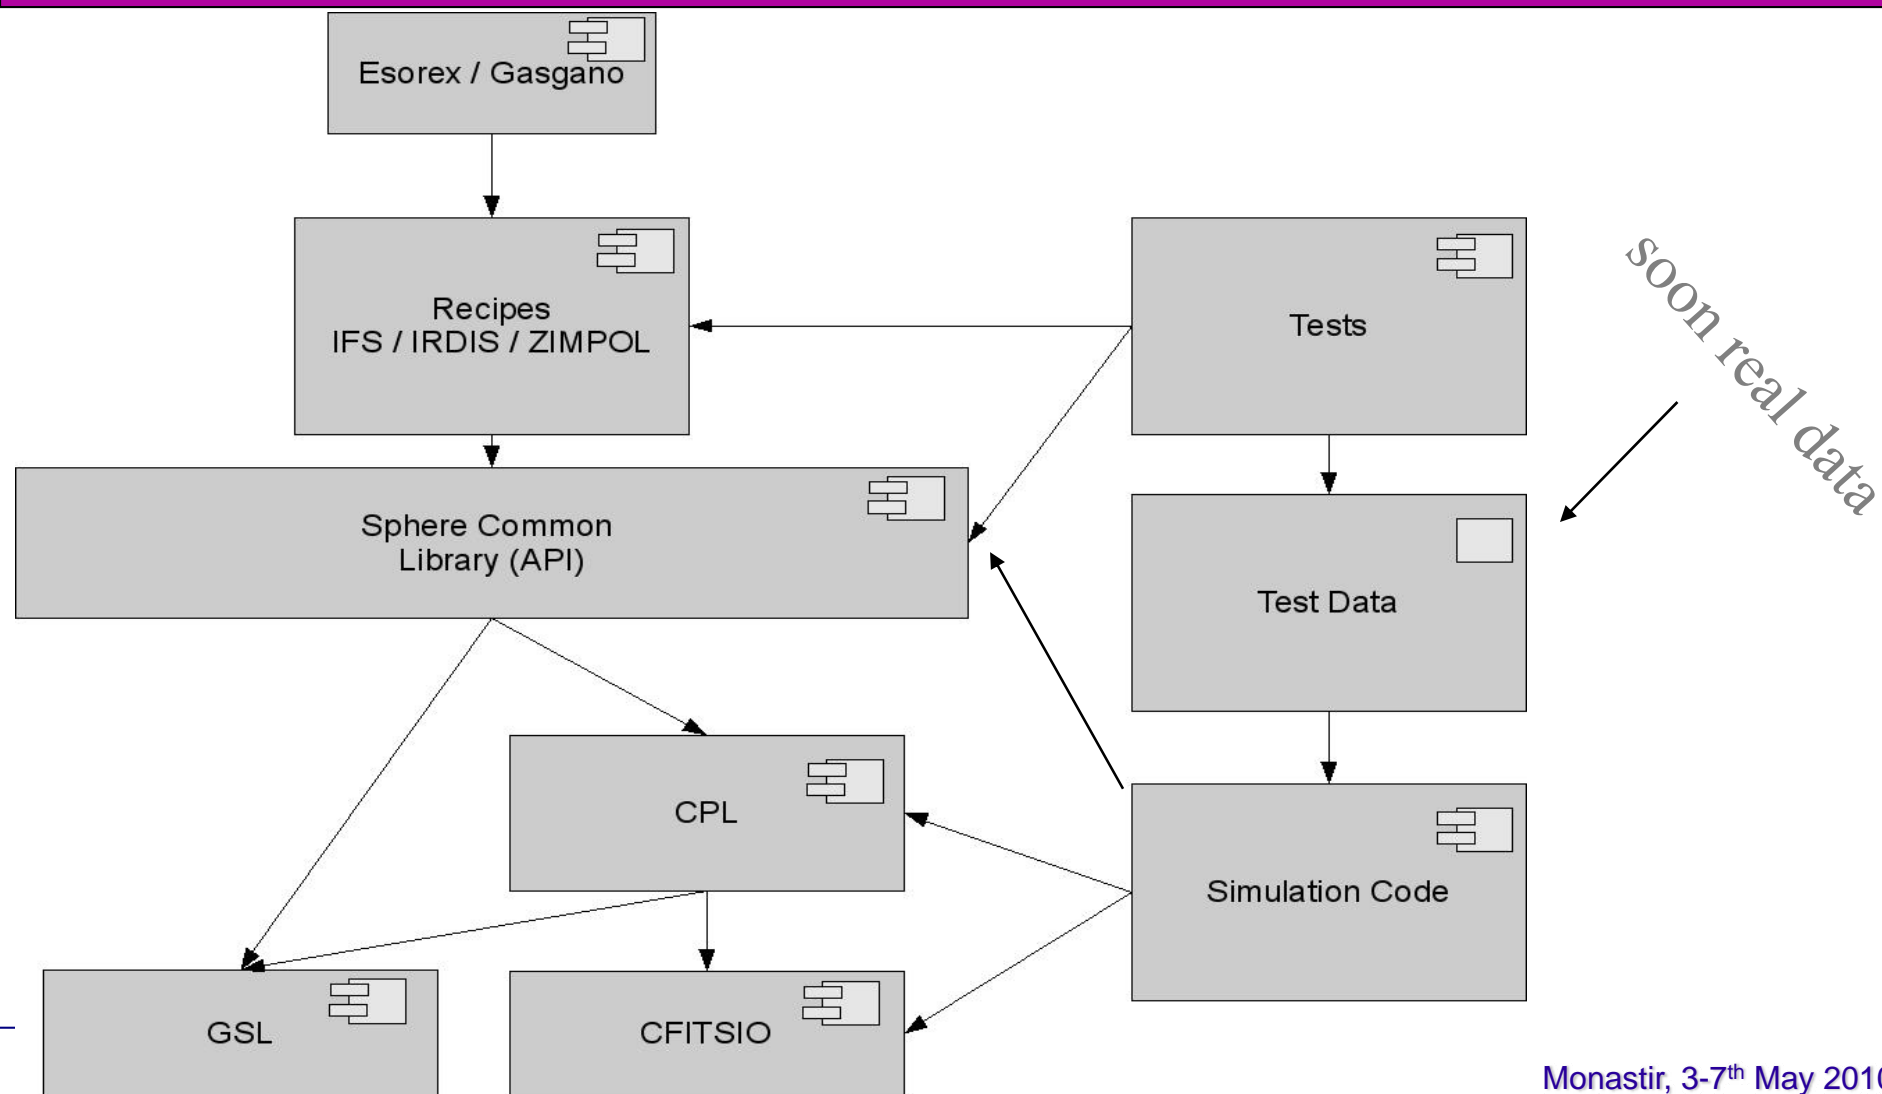 Esorex / Gasgano
Recipes
IFS / IRDIS / ZIMPOL
Tests
soon real data
Sphere Common
Library (API)
Test Data
CPL
Simulation Code
GSL
CFITSIO
Monastir, 3-7th May 2010